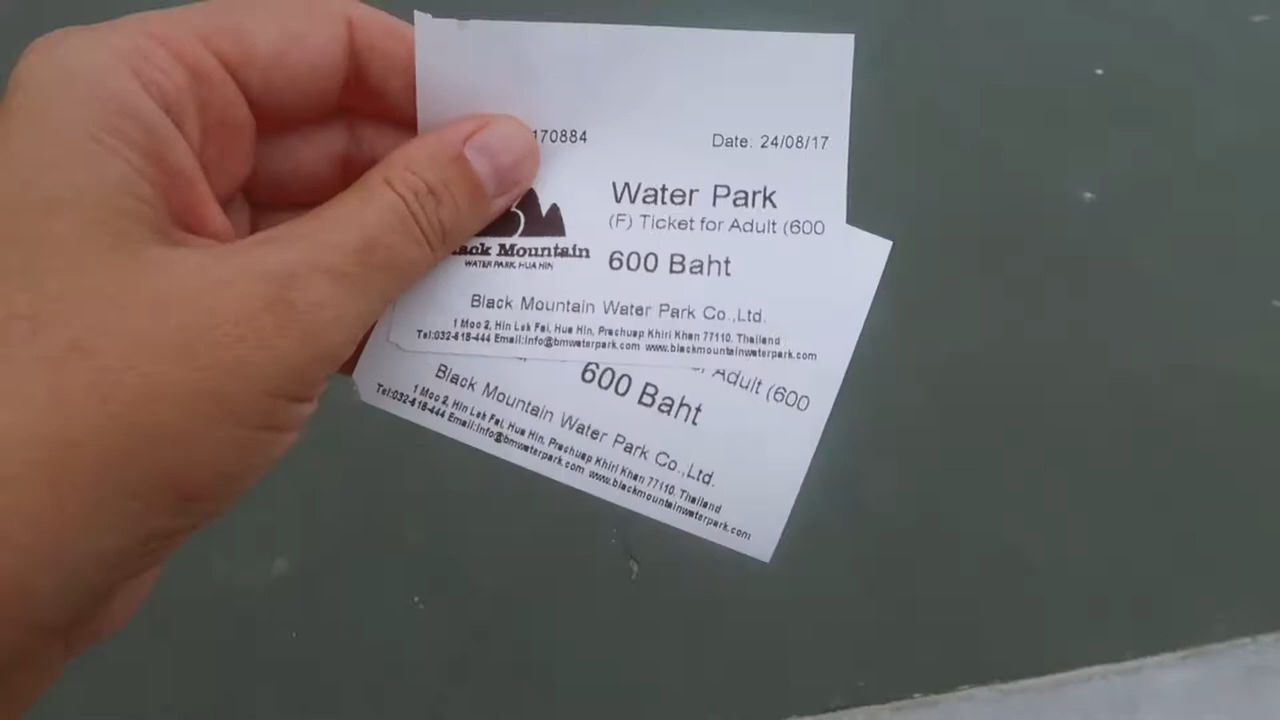 170884
Date: 24/08/17
Water Park
(F) Ticket for Adult (600
600 Baht
ack Mountain
WATER PARK, HUA HIN
Black Mountain Water Park Co.,Ltd.
1 Moo 2, Hin Lek Fai, Hua Hin, Prachuap Khiri Khan 77110, Thailand
Tel:032-618-444 Email:info@bmwaterpark.com www.blackmountainwaterpark.com
Adult (600
600 Baht
Black Mountain Water Park Co.,Ltd.
1 Moo 2, Hin Lek Fai, Hua Hin, Prachuap Khiri Khan 77110, Thailand
Tel:032-618-444 Email:info@bmwaterpark.com www.blackmountainwaterpark.com